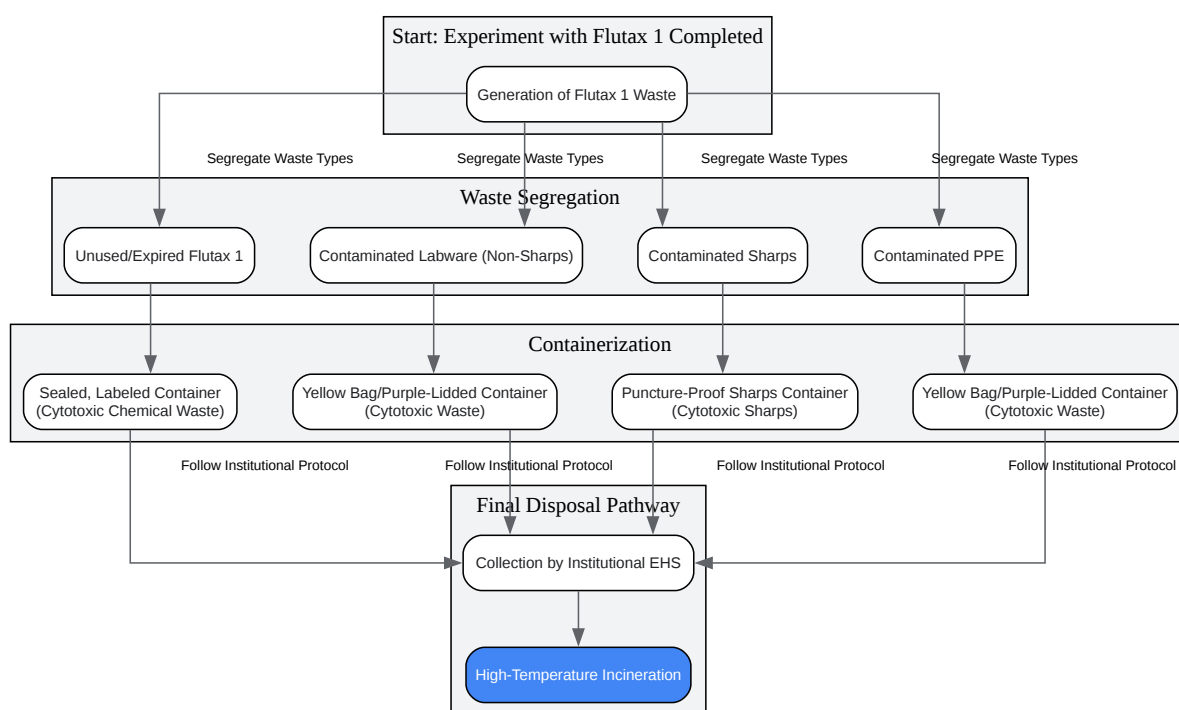 Start: Experiment with Flutax 1 Completed
Generation of Flutax 1 Waste
Segregate Waste Types
Segregate Waste Types
Segregate Waste Types
Segregate Waste Types
Waste Segregation
Unused/Expired Flutax 1
Contaminated Labware (Non-Sharps)
Contaminated Sharps
Contaminated PPE
Containerization
Sealed, Labeled Container
(Cytotoxic Chemical Waste)
Yellow Bag/Purple-Lidded Container
(Cytotoxic Waste)
Puncture-Proof Sharps Container
(Cytotoxic Sharps)
Yellow Bag/Purple-Lidded Container
(Cytotoxic Waste)
Follow Institutional Protocol
Follow Institutional Protocol
Follow Institutional Protocol
Follow Institutional Protocol
Final Disposal Pathway
Collection by Institutional EHS
High-Temperature Incineration